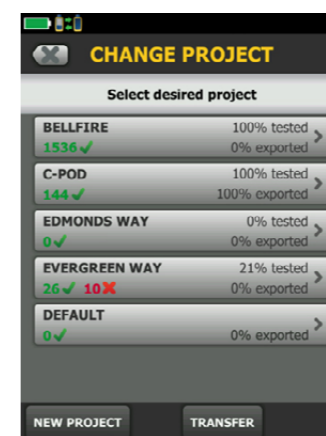 CHANGE PROJECT
Select desired project
BELLFIRE 100% tested
1536 ✓ 0% exported
C-POD 100% tested
144 ✓ 100% exported
EDMONDS WAY 0% tested
0 ✓ 0% exported
EVERGREEN WAY 21% tested
26 ✓ 10 ✗ 0% exported
DEFAULT
0 ✓ 0% exported
NEW PROJECT TRANSFER